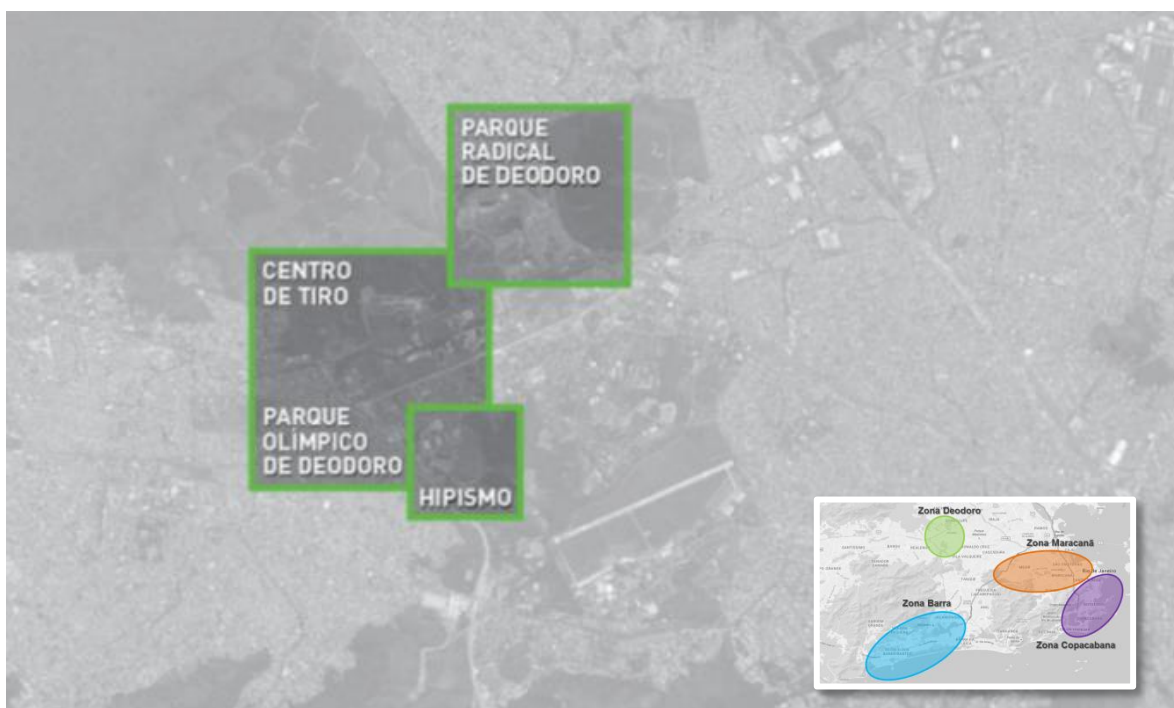 PARQUE
RADICAL
DE DEODORO
CENTRO
DE TIRO
PARQUE
OLÍMPICO
DE DEODORO
HIPISMO
Zona Deodoro
Zona Maracanã
Zona Barra
Zona Copacabana